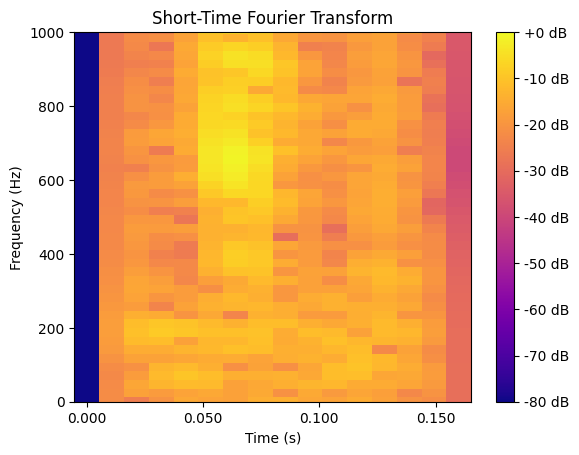 Short-Time Fourier Transform
1000
800
600
400
200
0
Frequency (Hz)
0.000
0.050
0.100
0.150
Time (s)
+0 dB
-10 dB
-20 dB
-30 dB
-40 dB
-50 dB
-60 dB
-70 dB
-80 dB